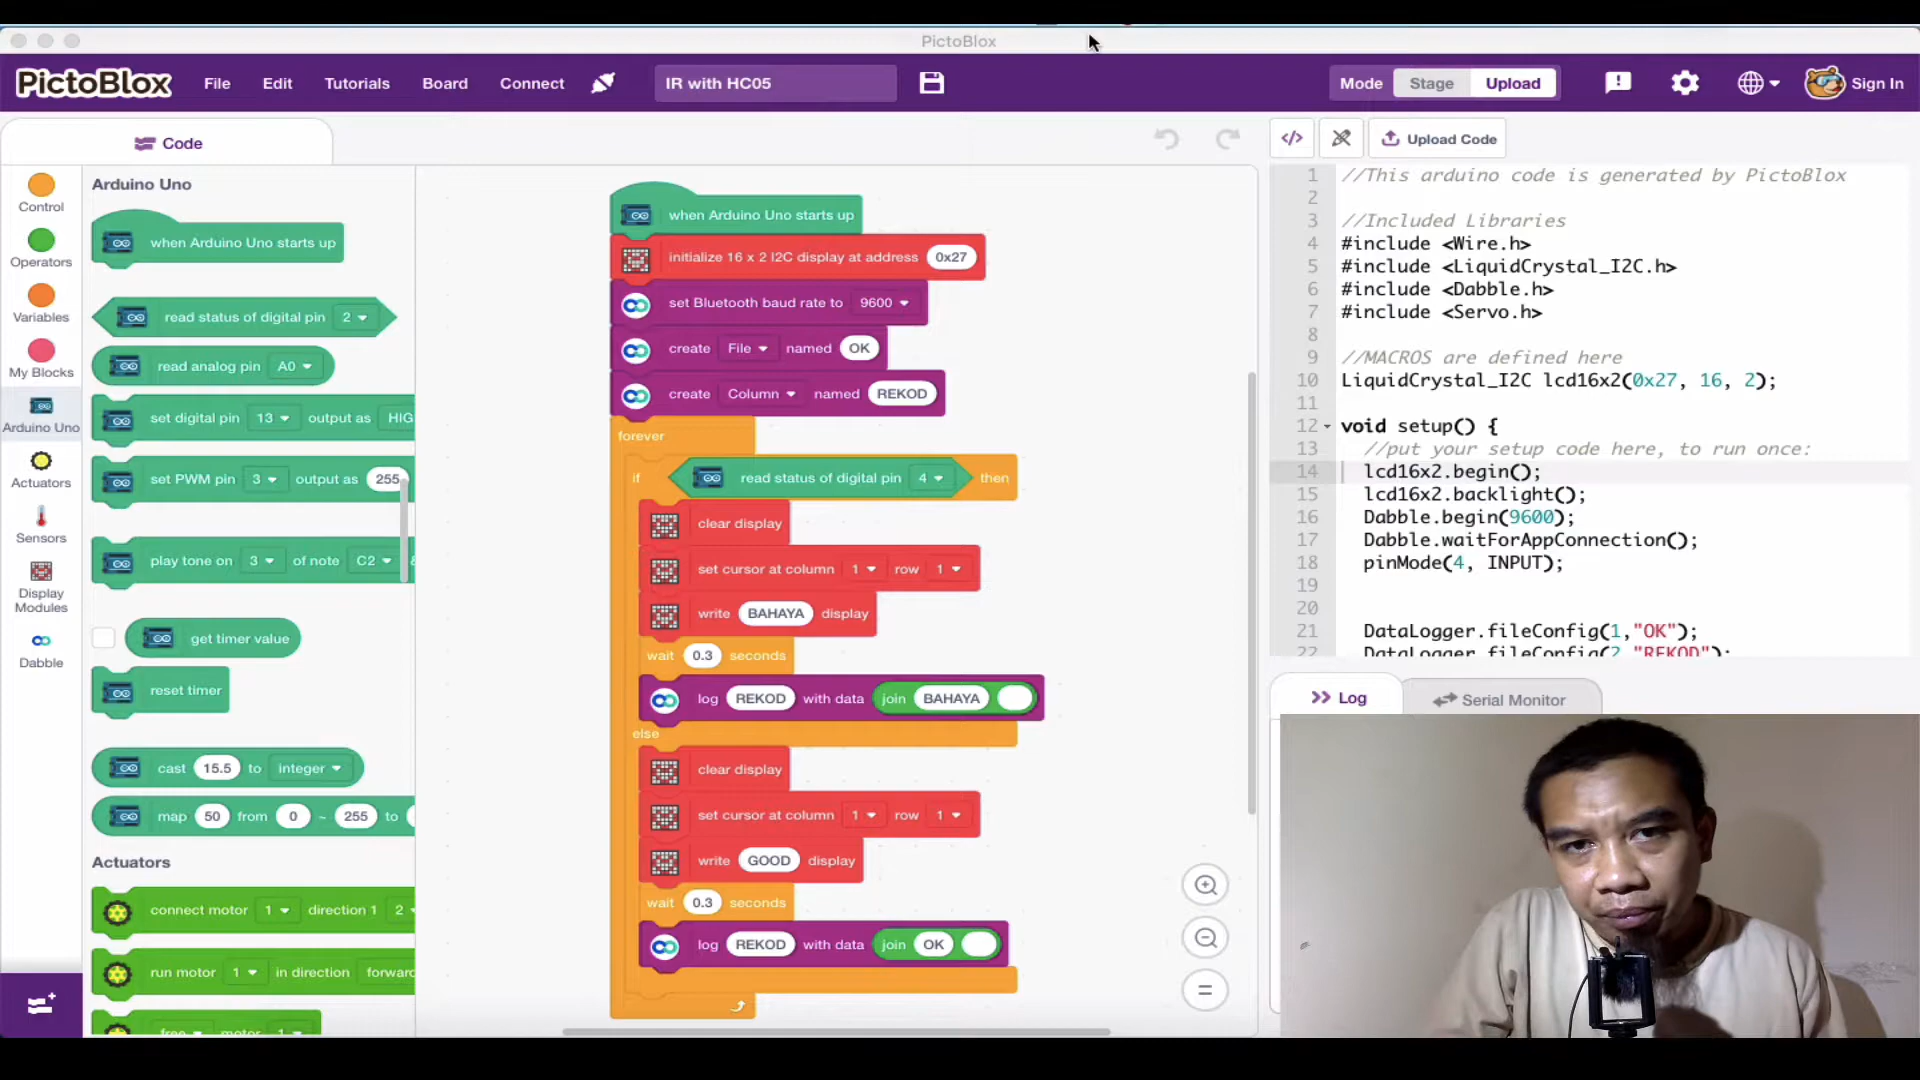 PictoBlox
PictoBlox File Edit Tutorials Board Connect IR with HC05 Mode Stage Upload Sign In
Code
Upload Code
Control
Operators
Variables
My Blocks
Arduino Uno
Actuators
Sensors
Display
Modules
Dabble
Arduino Uno
when Arduino Uno starts up
read status of digital pin 2
read analog pin A0
set digital pin 13 output as HIG
set PWM pin 3 output as 255
play tone on 3 of note C2 &
get timer value
reset timer
cast 15.5 to integer
map 50 from 0 ~ 255 to
Actuators
connect motor 1 direction 1 2
run motor 1 in direction forward
free motor 1
when Arduino Uno starts up
initialize 16 x 2 I2C display at address 0x27
set Bluetooth baud rate to 9600
create File named OK
create Column named REKOD
forever
if read status of digital pin 4 then
clear display
set cursor at column 1 row 1
write BAHAYA display
wait 0.3 seconds
log REKOD with data join BAHAYA
else
clear display
set cursor at column 1 row 1
write GOOD display
wait 0.3 seconds
log REKOD with data join OK
1 //This arduino code is generated by PictoBlox
2
3 //Included Libraries
4 #include <Wire.h>
5 #include <LiquidCrystal_I2C.h>
6 #include <Dabble.h>
7 #include <Servo.h>
8
9 //MACROS are defined here
10 LiquidCrystal_I2C lcd16x2(0x27, 16, 2);
11
12 void setup() {
13 //put your setup code here, to run once:
14 lcd16x2.begin();
15 lcd16x2.backlight();
16 Dabble.begin(9600);
17 Dabble.waitForAppConnection();
18 pinMode(4, INPUT);
19
20
21 DataLogger.fileConfig(1,"OK");
22 DataLogger.fileConfig(2,"REKOD");
Log Serial Monitor